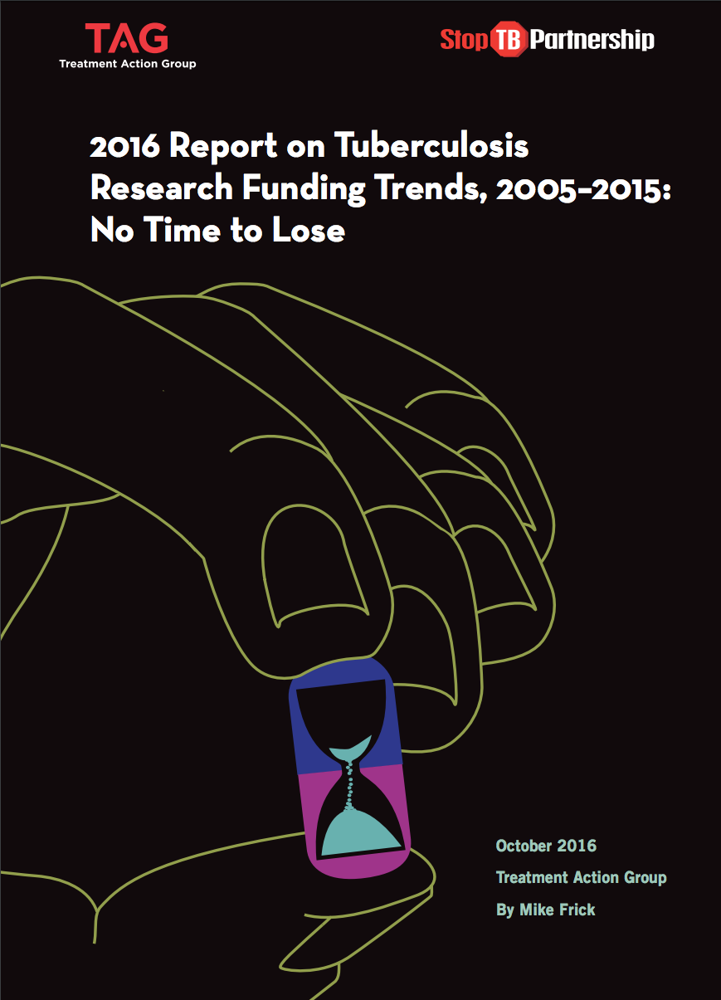 TAG
Treatment Action Group
Stop TB Partnership
2016 Report on Tuberculosis
Research Funding Trends, 2005–2015:
No Time to Lose
October 2016
Treatment Action Group
By Mike Frick